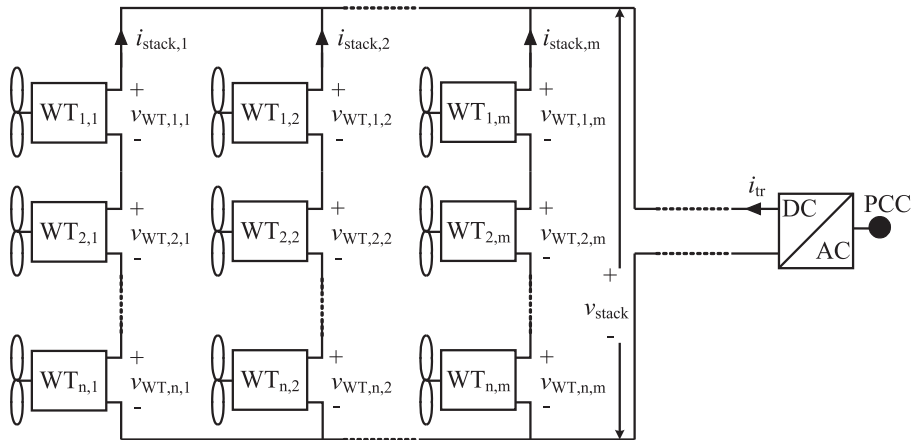 i_stack,1 i_stack,2 i_stack,m
+ + +
WT_1,1 v_WT,1,1 WT_1,2 v_WT,1,2 WT_1,m v_WT,1,m
- - -
i_tr
+ + +
DC PCC
WT_2,1 v_WT,2,1 WT_2,2 v_WT,2,2 WT_2,m v_WT,2,m
AC
- - -
+
v_stack
-
+ + +
WT_n,1 v_WT,n,1 WT_n,2 v_WT,n,2 WT_n,m v_WT,n,m
- - -